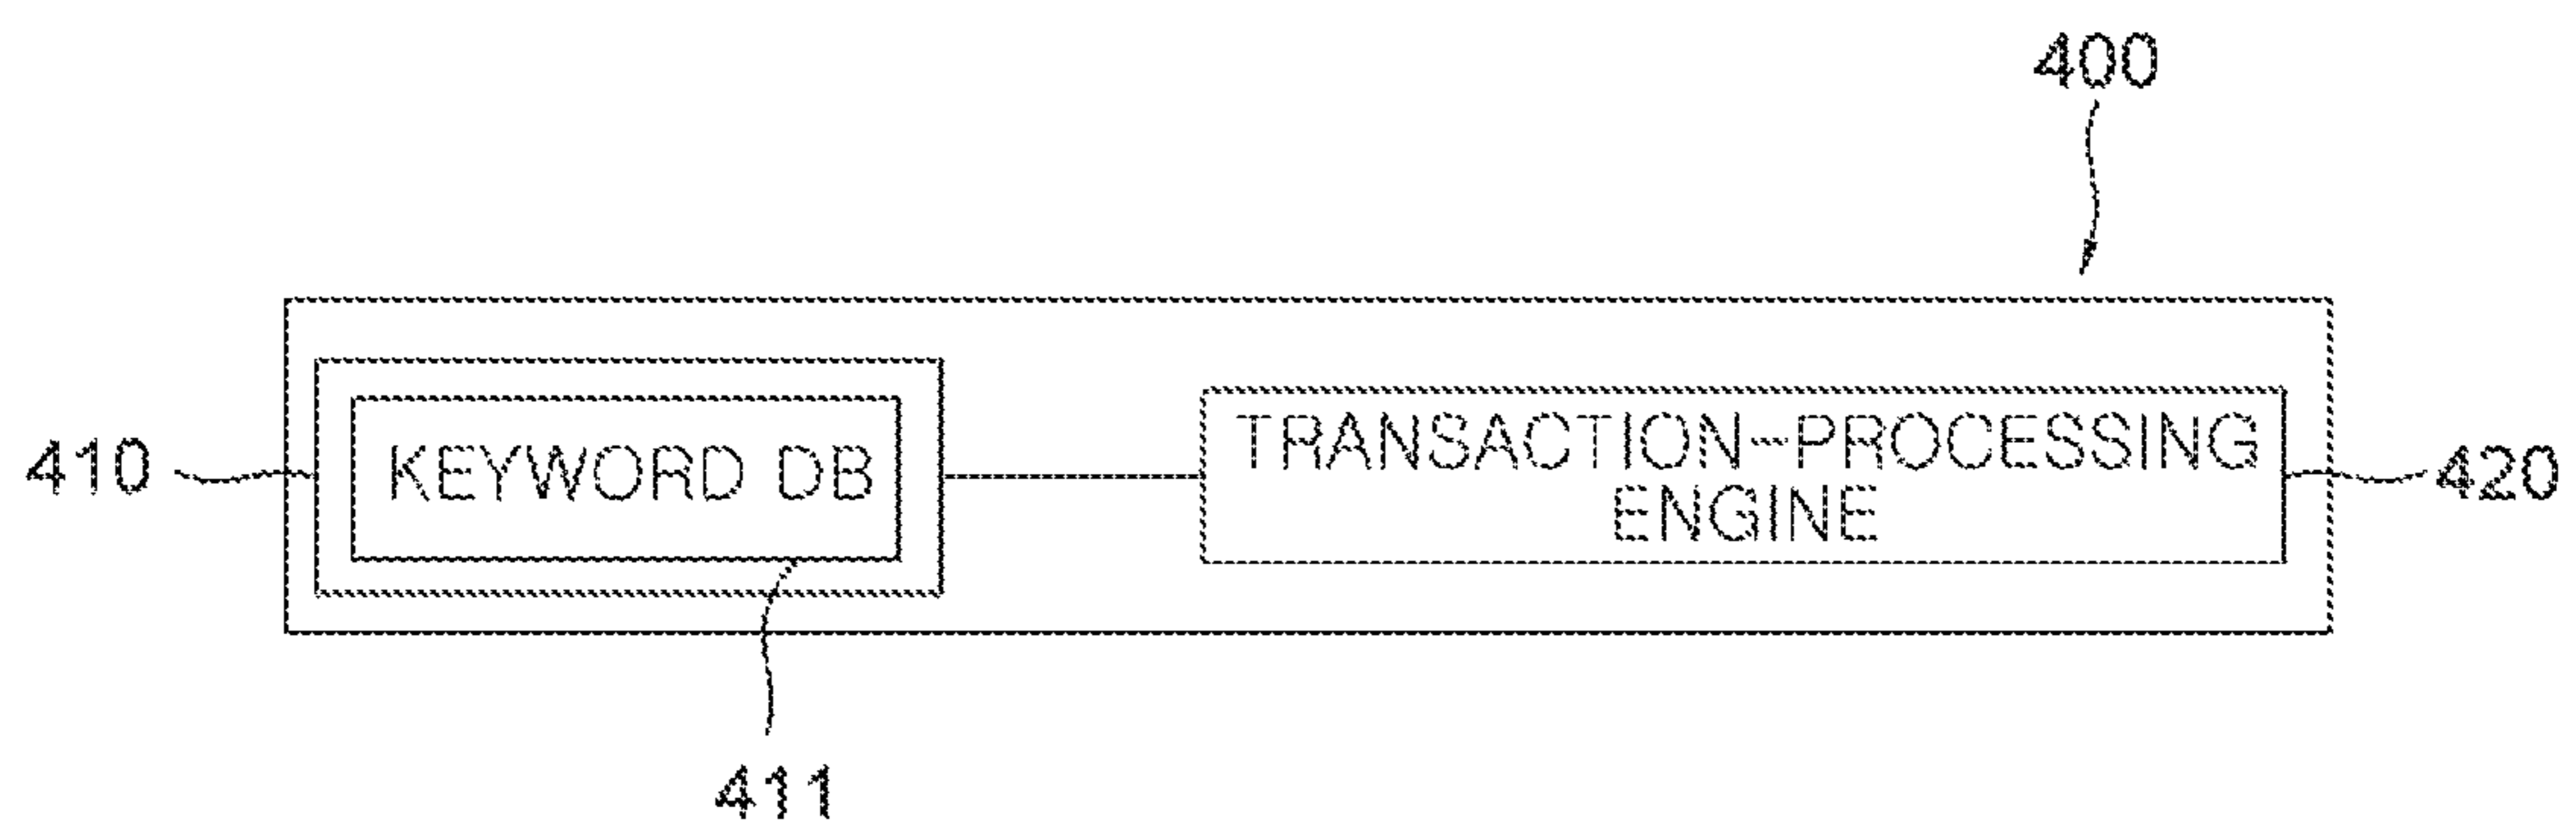 400
410
KEYWORD DB
TRANSACTION-PROCESSING
ENGINE
420
411